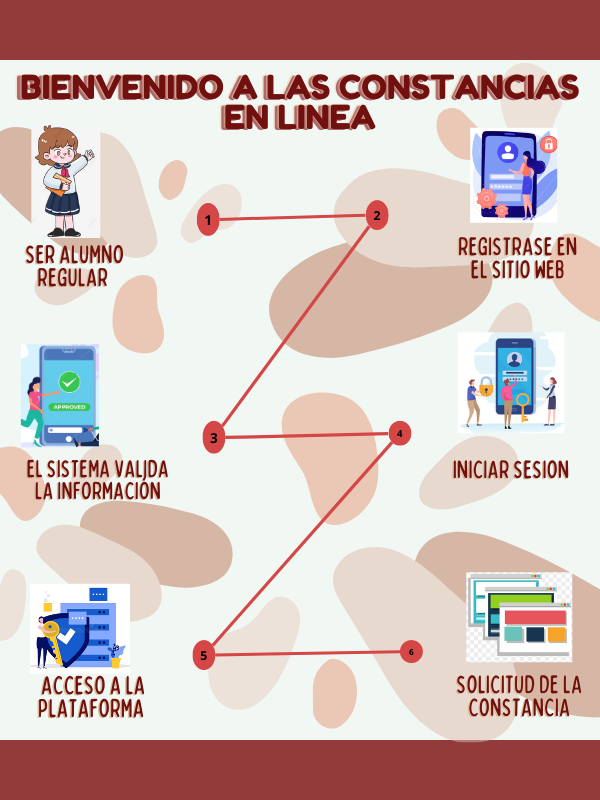 BIENVENIDO A LAS CONSTANCIAS
EN LINEA
1
2
SER ALUMNO
REGULAR
REGISTRASE EN
EL SITIO WEB
APPROVED
3
4
EL SISTEMA VALIDA
LA INFORMACIÓN
INICIAR SESION
5
6
ACCESO A LA
PLATAFORMA
SOLICITUD DE LA
CONSTANCIA